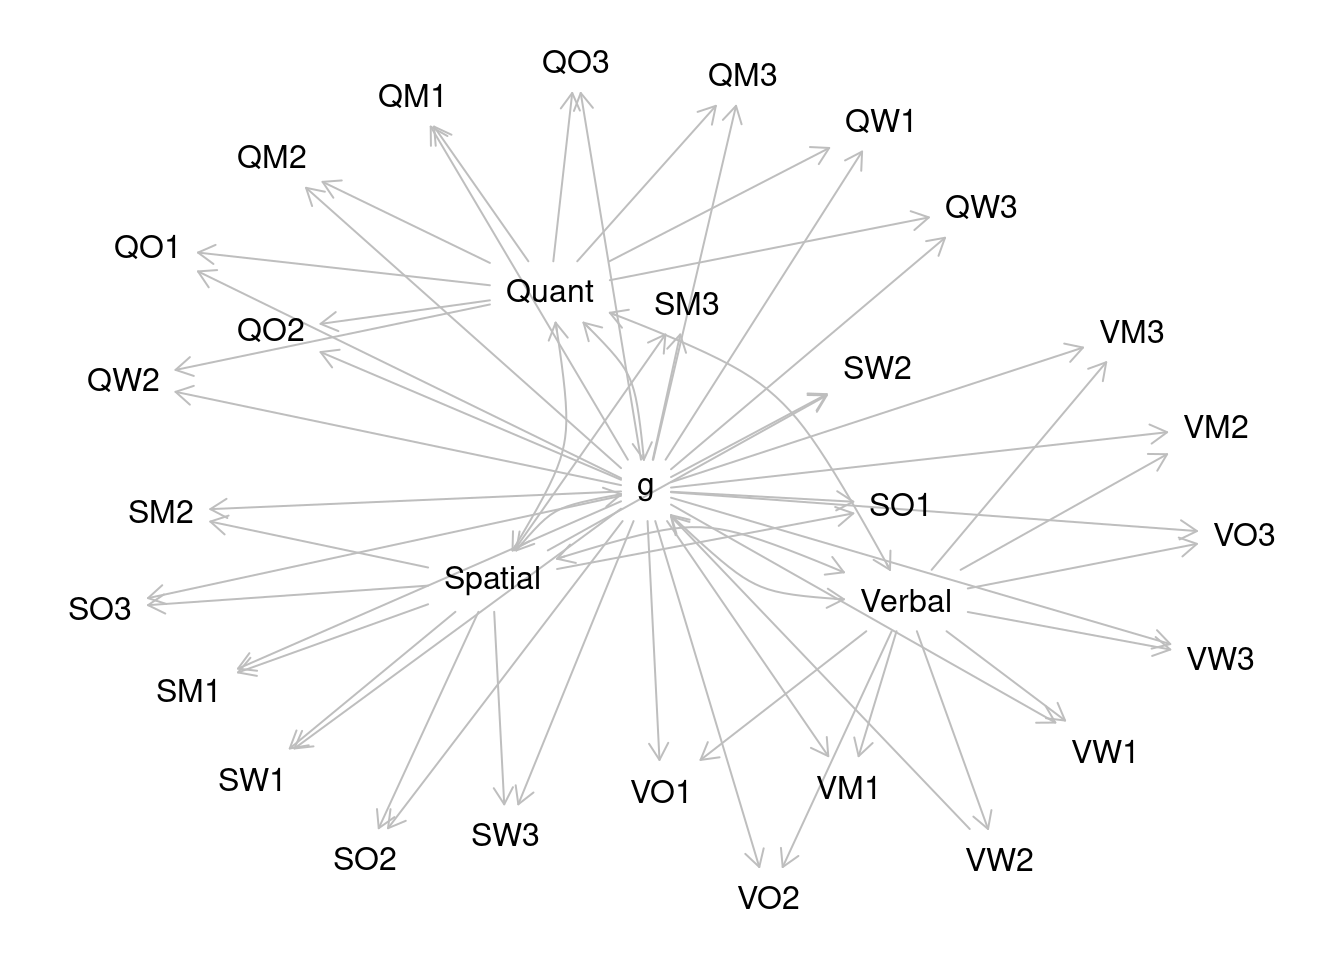 QO3
QM3
QM1
QW1
QM2
QW3
QO1
Quant
SM3
QO2
VM3
SW2
QW2
VM2
g
SO1
SM2
VO3
Spatial
Verbal
SO3
VW3
SM1
VW1
SW1
VO1
VM1
SW3
SO2
VW2
VO2